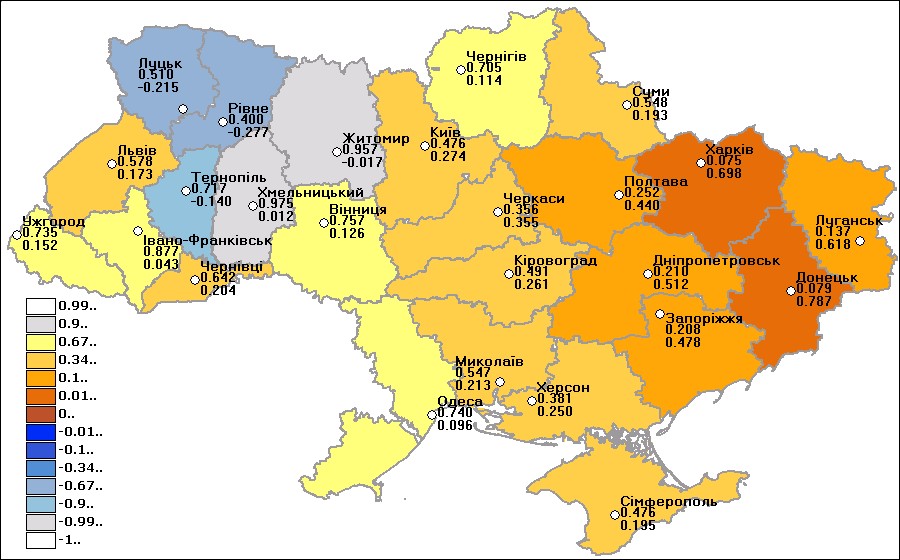 Чернігів
0.705
0.114
Луцьк
0.510
-0.215
Суми
0.548
0.193
Рівне
0.400
-0.277
Житомир
0.957
-0.017
Київ
0.476
0.274
Харків
0.075
0.698
Львів
0.578
0.173
Тернопіль
0.717
-0.140
Хмельницький
0.975
0.012
Полтава
0.252
0.440
Черкаси
0.356
0.355
Вінниця
0.757
0.126
Ужгород
0.735
0.152
Луганськ
0.137
0.618
Івано-Франківськ
0.877
0.043
Чернівці
0.642
0.204
Кіровоград
0.491
0.261
Дніпропетровськ
0.210
0.512
Донецьк
0.079
0.787
Запоріжжя
0.208
0.478
Миколаїв
0.547
0.213
Херсон
0.381
0.250
Одеса
0.740
0.096
Сімферополь
0.476
0.195
0.99..
0.9..
0.67..
0.34..
0.1..
0.01..
0..
-0.01..
-0.1..
-0.34..
-0.67..
-0.9..
-0.99..
-1..